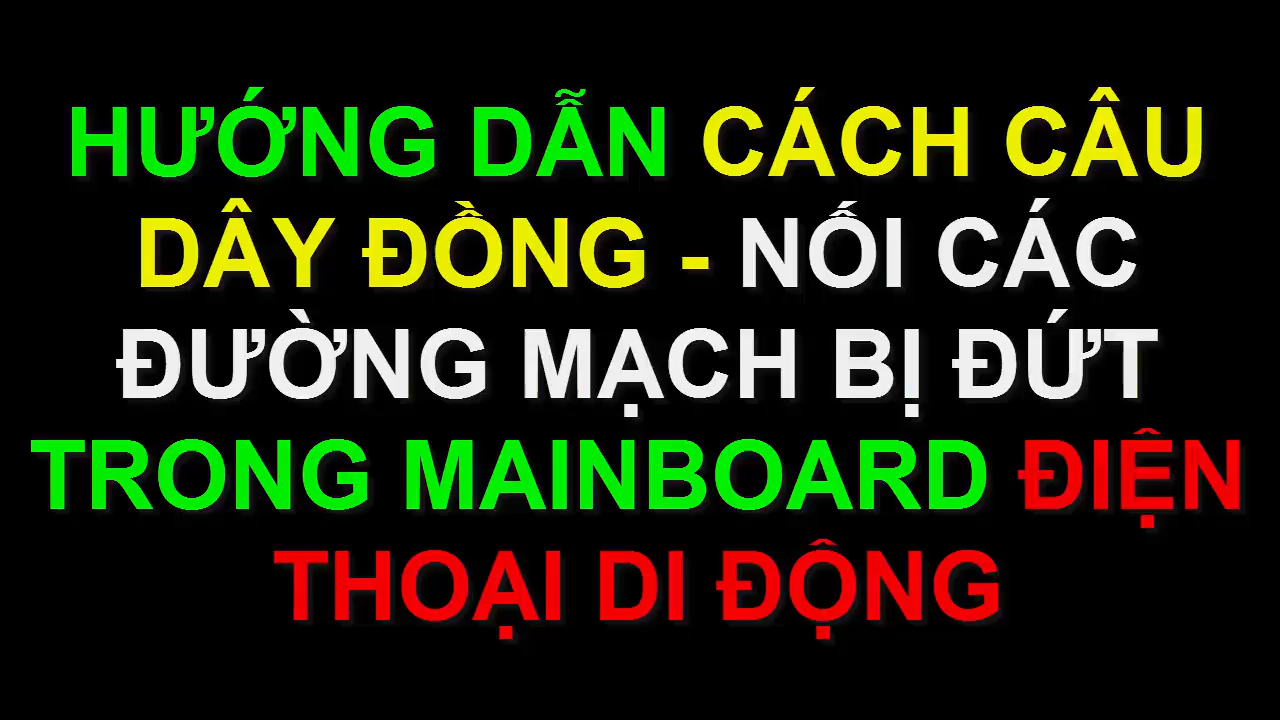 HƯỚNG DẪN CÁCH CÂU
DÂY ĐỒNG - NỐI CÁC
ĐƯỜNG MẠCH BỊ ĐỨT
TRONG MAINBOARD ĐIỆN
THOẠI DI ĐỘNG